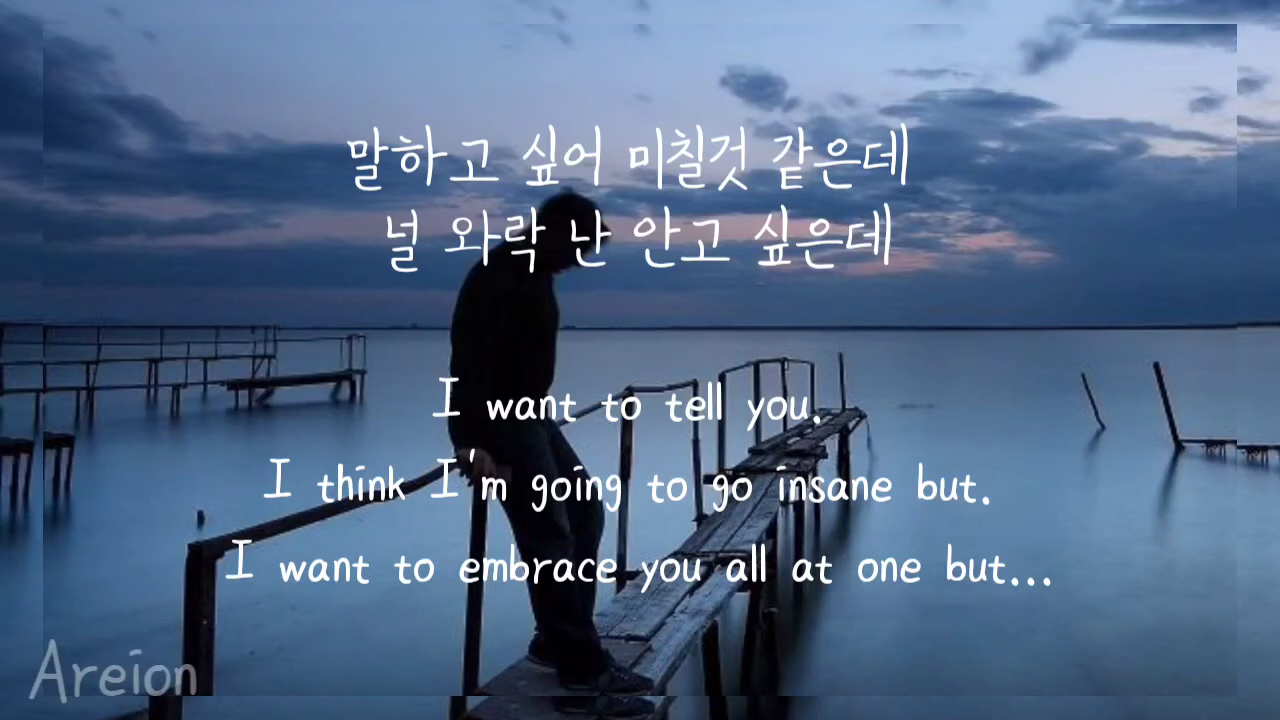 말하고 싶어 미칠것 같은데
널 와락 난 안고 싶은데
I want to tell you.
I think I'm going to go insane but.
I want to embrace you all at one but...
Areion